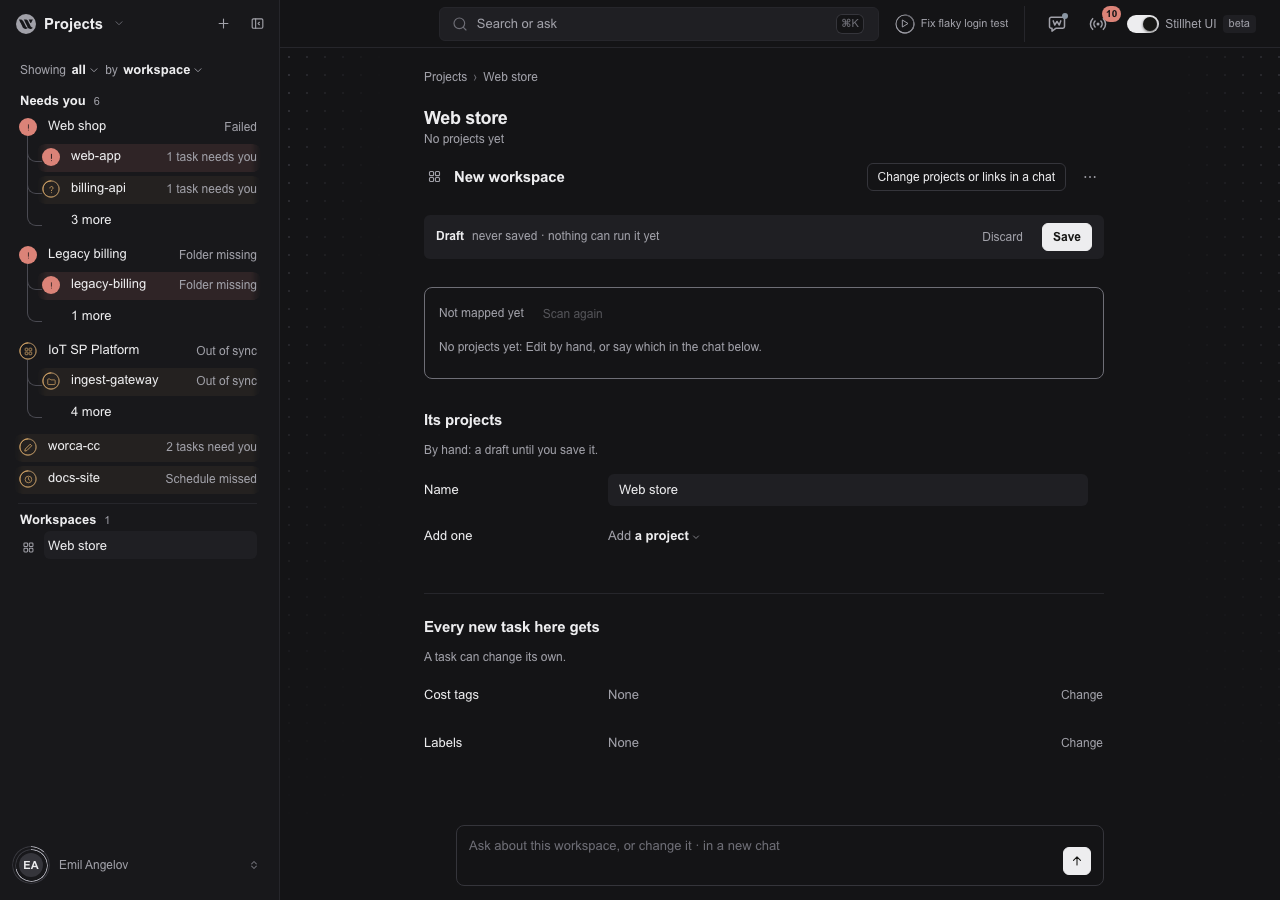 Projects
Search or ask
⌘K
Fix flaky login test
10
Stillhet UI
beta
Showing all by workspace
Needs you 6
Web shop Failed
web-app 1 task needs you
billing-api 1 task needs you
3 more
Legacy billing Folder missing
legacy-billing Folder missing
1 more
IoT SP Platform Out of sync
ingest-gateway Out of sync
4 more
worca-cc 2 tasks need you
docs-site Schedule missed
Workspaces 1
Web store
EA
Emil Angelov
Projects › Web store
Web store
No projects yet
New workspace
Change projects or links in a chat
Draft never saved · nothing can run it yet
Discard
Save
Not mapped yet Scan again
No projects yet: Edit by hand, or say which in the chat below.
Its projects
By hand: a draft until you save it.
Name Web store
Add one Add a project
Every new task here gets
A task can change its own.
Cost tags None Change
Labels None Change
Ask about this workspace, or change it · in a new chat